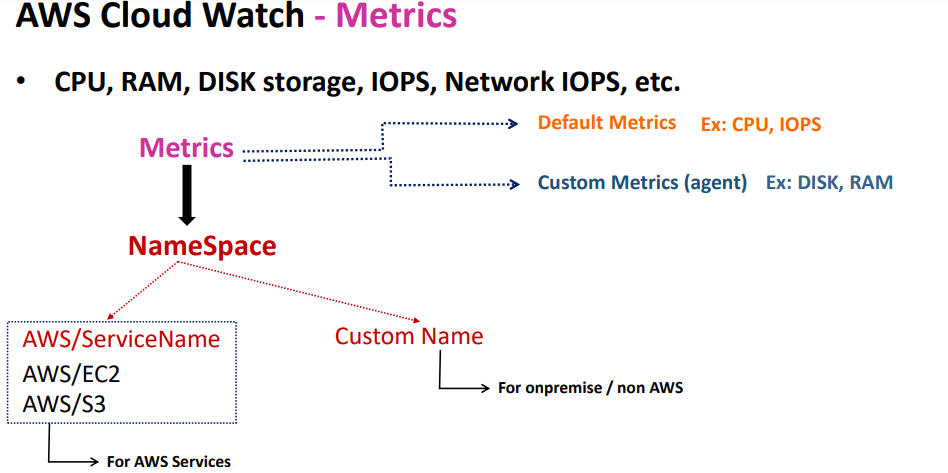 AWS Cloud Watch - Metrics
• CPU, RAM, DISK storage, IOPS, Network IOPS, etc.
Default Metrics Ex: CPU, IOPS
Metrics
Custom Metrics (agent) Ex: DISK, RAM
NameSpace
AWS/ServiceName
AWS/EC2
AWS/S3
Custom Name
For onpremise / non AWS
For AWS Services